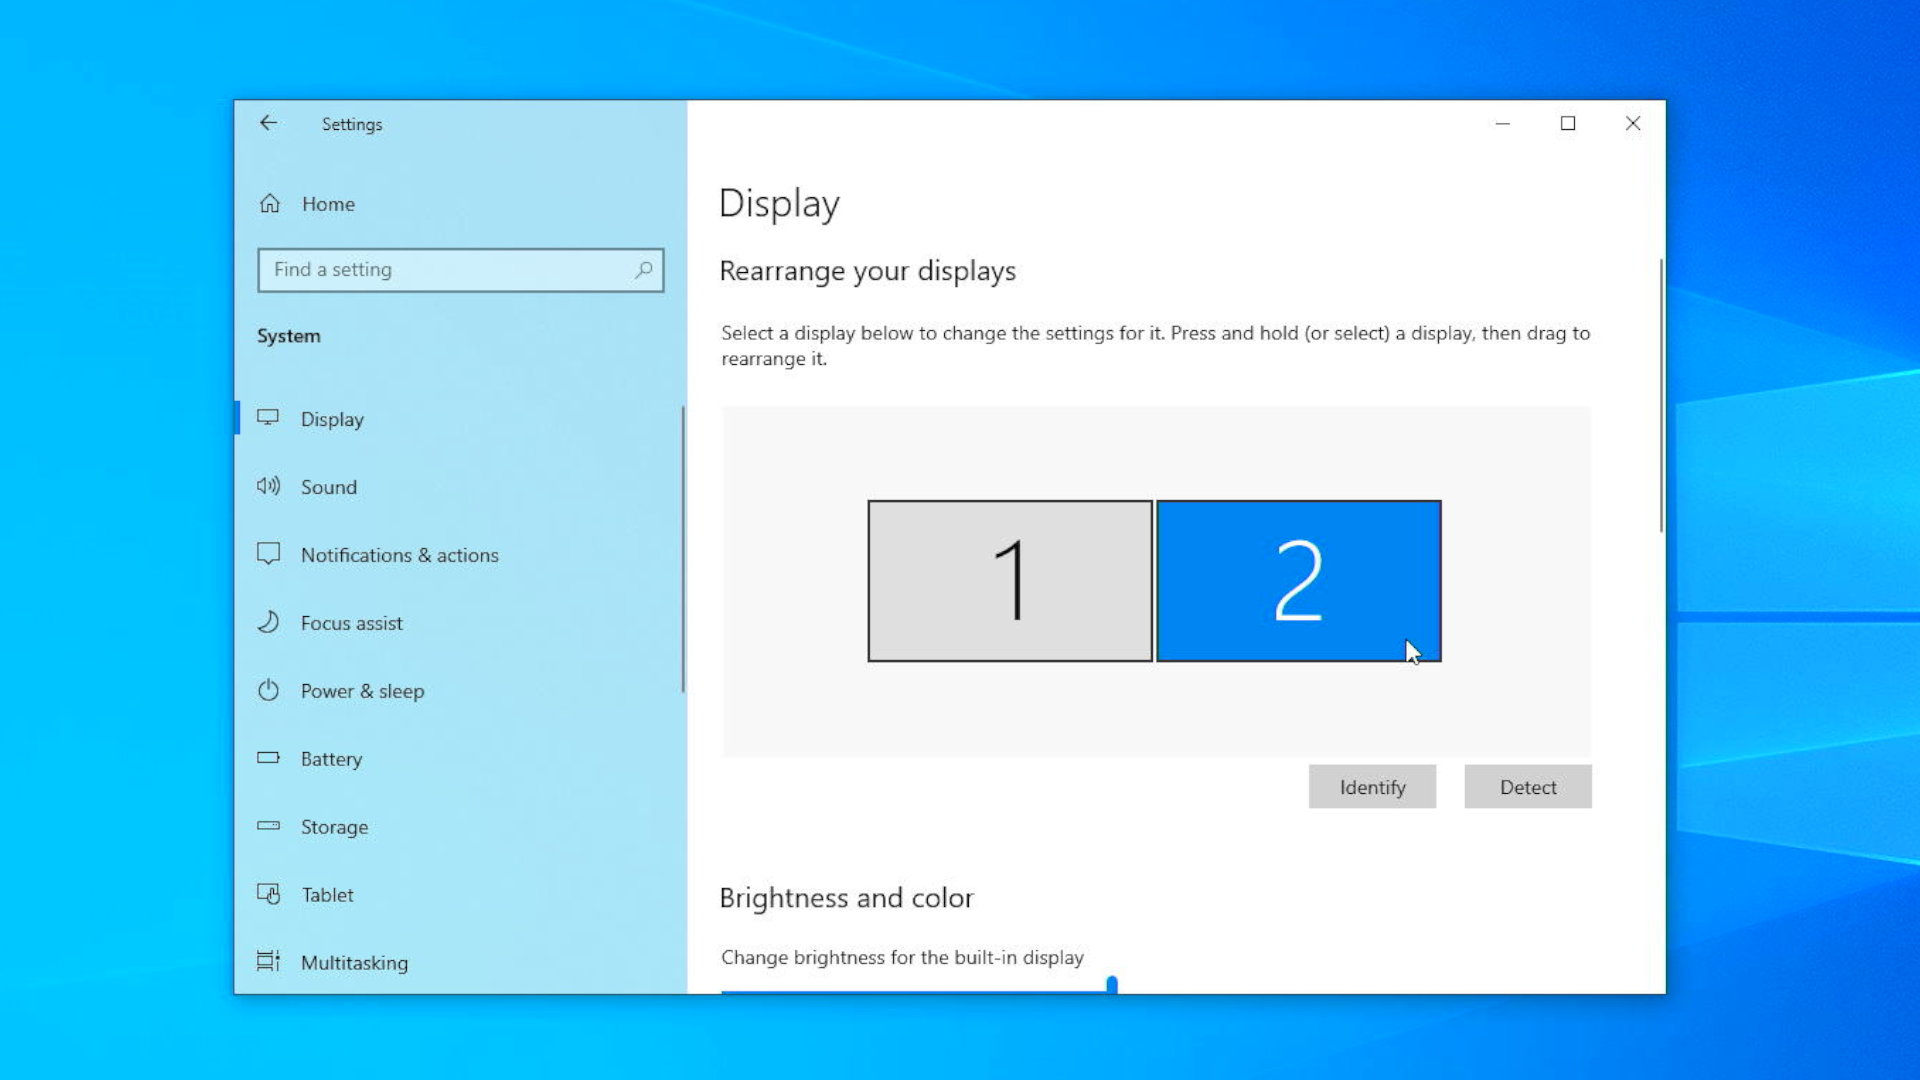 Settings
Home
Find a setting
System
Display
Sound
Notifications & actions
Focus assist
Power & sleep
Battery
Storage
Tablet
Multitasking
Display
Rearrange your displays
Select a display below to change the settings for it. Press and hold (or select) a display, then drag to
rearrange it.
1 2
Identify Detect
Brightness and color
Change brightness for the built-in display